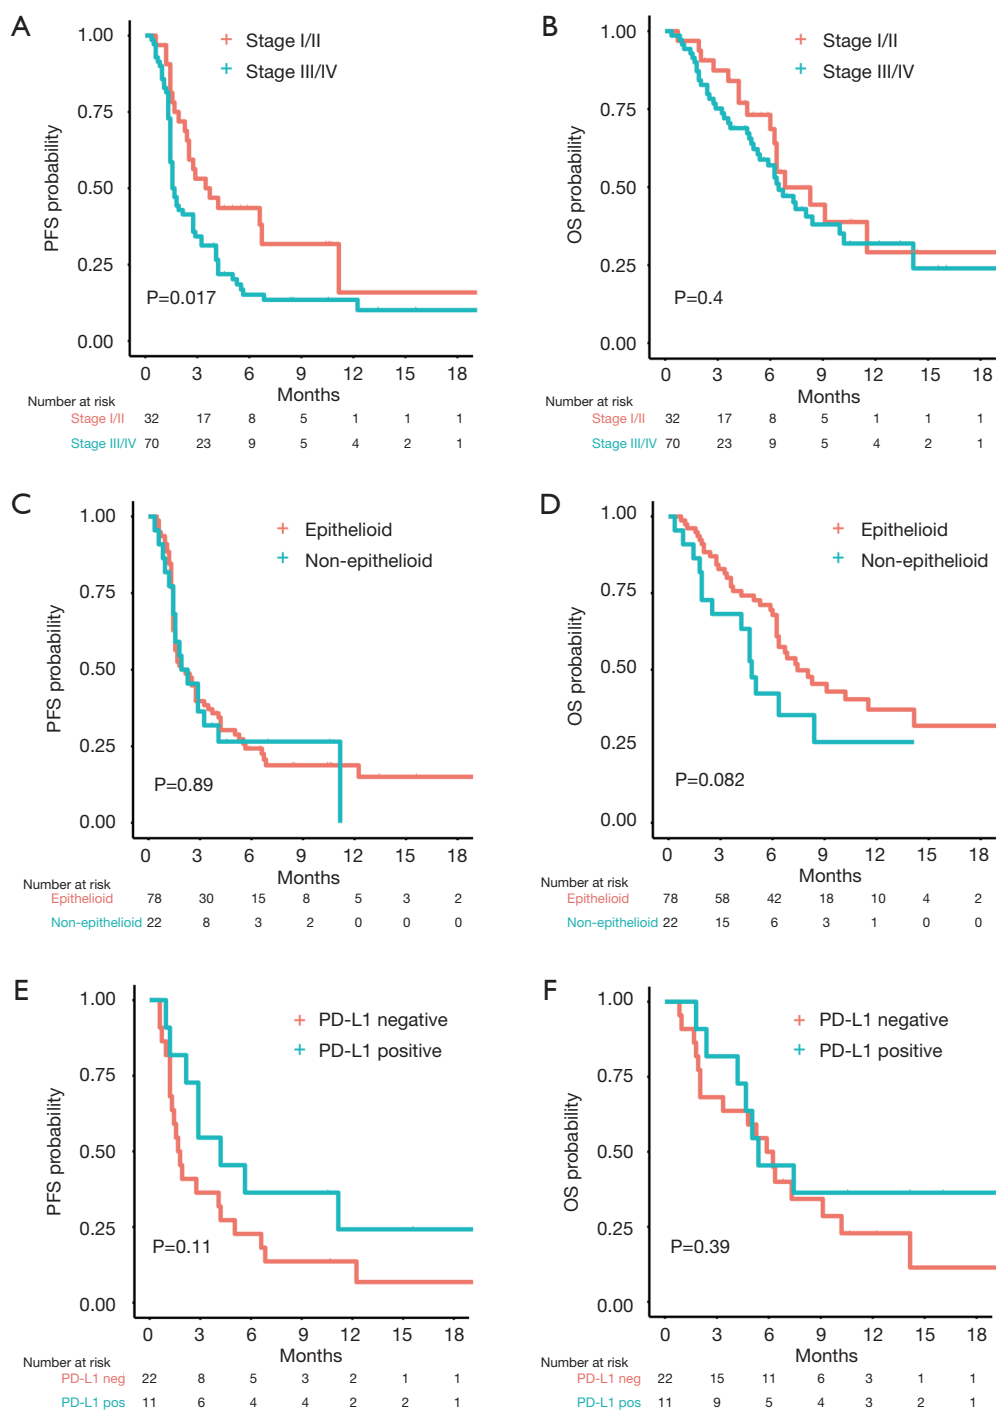 A
1.00
0.75
0.50
0.25
0.00
PFS probability
Stage I/II
Stage III/IV
P=0.017
0 3 6 9 12 15 18
Months
Number at risk
Stage I/II 32 17 8 5 1 1 1
Stage III/IV 70 23 9 5 4 2 1
B
1.00
0.75
0.50
0.25
0.00
OS probability
Stage I/II
Stage III/IV
P=0.4
0 3 6 9 12 15 18
Months
Number at risk
Stage I/II 32 17 8 5 1 1 1
Stage III/IV 70 23 9 5 4 2 1
C
1.00
0.75
0.50
0.25
0.00
PFS probability
Epithelioid
Non-epithelioid
P=0.89
0 3 6 9 12 15 18
Months
Number at risk
Epithelioid 78 30 15 8 5 3 2
Non-epithelioid 22 8 3 2 0 0 0
D
1.00
0.75
0.50
0.25
0.00
OS probability
Epithelioid
Non-epithelioid
P=0.082
0 3 6 9 12 15 18
Months
Number at risk
Epithelioid 78 58 42 18 10 4 2
Non-epithelioid 22 15 6 3 1 0 0
E
1.00
0.75
0.50
0.25
0.00
PFS probability
PD-L1 negative
PD-L1 positive
P=0.11
0 3 6 9 12 15 18
Months
Number at risk
PD-L1 neg 22 8 5 3 2 1 1
PD-L1 pos 11 6 4 4 2 2 1
F
1.00
0.75
0.50
0.25
0.00
OS probability
PD-L1 negative
PD-L1 positive
P=0.39
0 3 6 9 12 15 18
Months
Number at risk
PD-L1 neg 22 15 11 6 3 1 1
PD-L1 pos 11 9 5 4 3 2 1